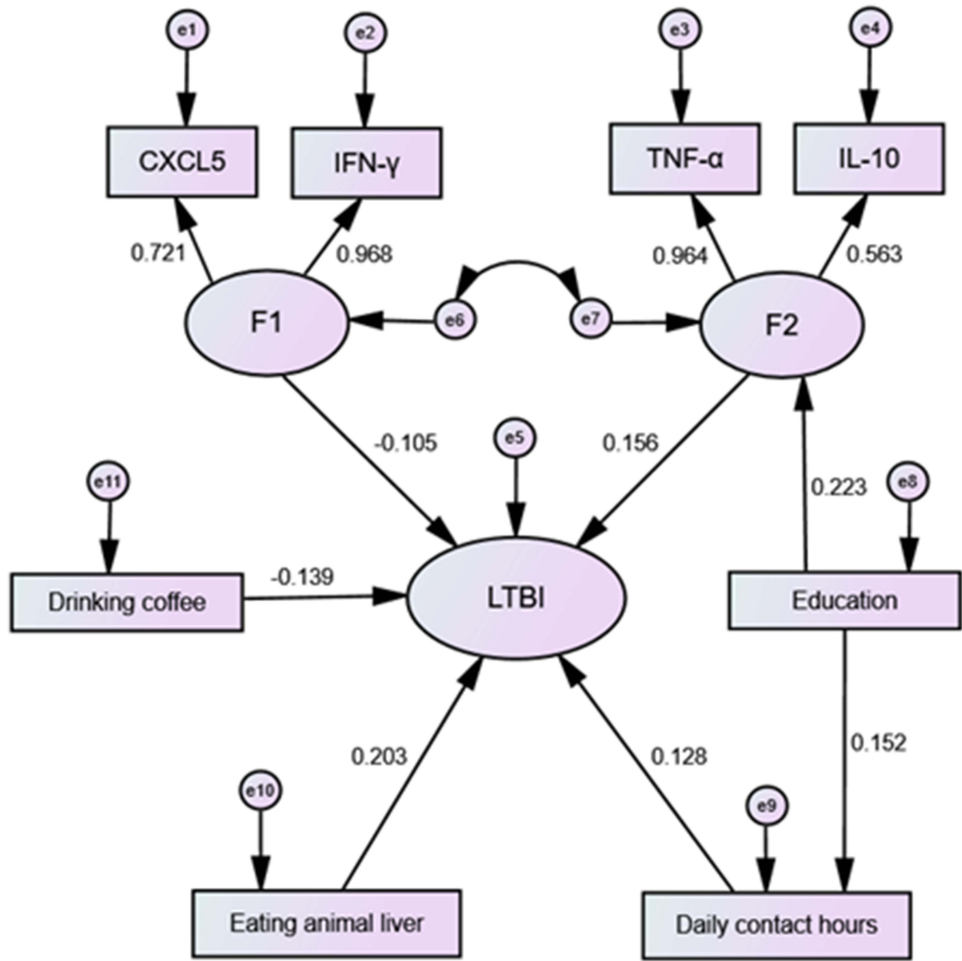 e1
e2
e3
e4
CXCL5
IFN-γ
TNF-α
IL-10
0.721
0.968
0.964
0.563
F1
e6
e7
F2
-0.105
e5
0.156
e11
0.223
e8
Drinking coffee
-0.139
LTBI
Education
0.203
0.128
0.152
e10
e9
Eating animal liver
Daily contact hours